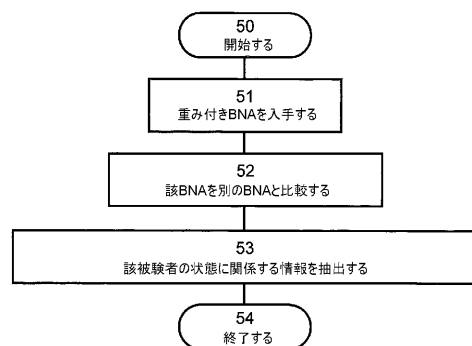 50
開始する
51
重み付きBNAを入手する
52
該BNAを別のBNAと比較する
53
該被験者の状態に関係する情報を抽出する
54
終了する